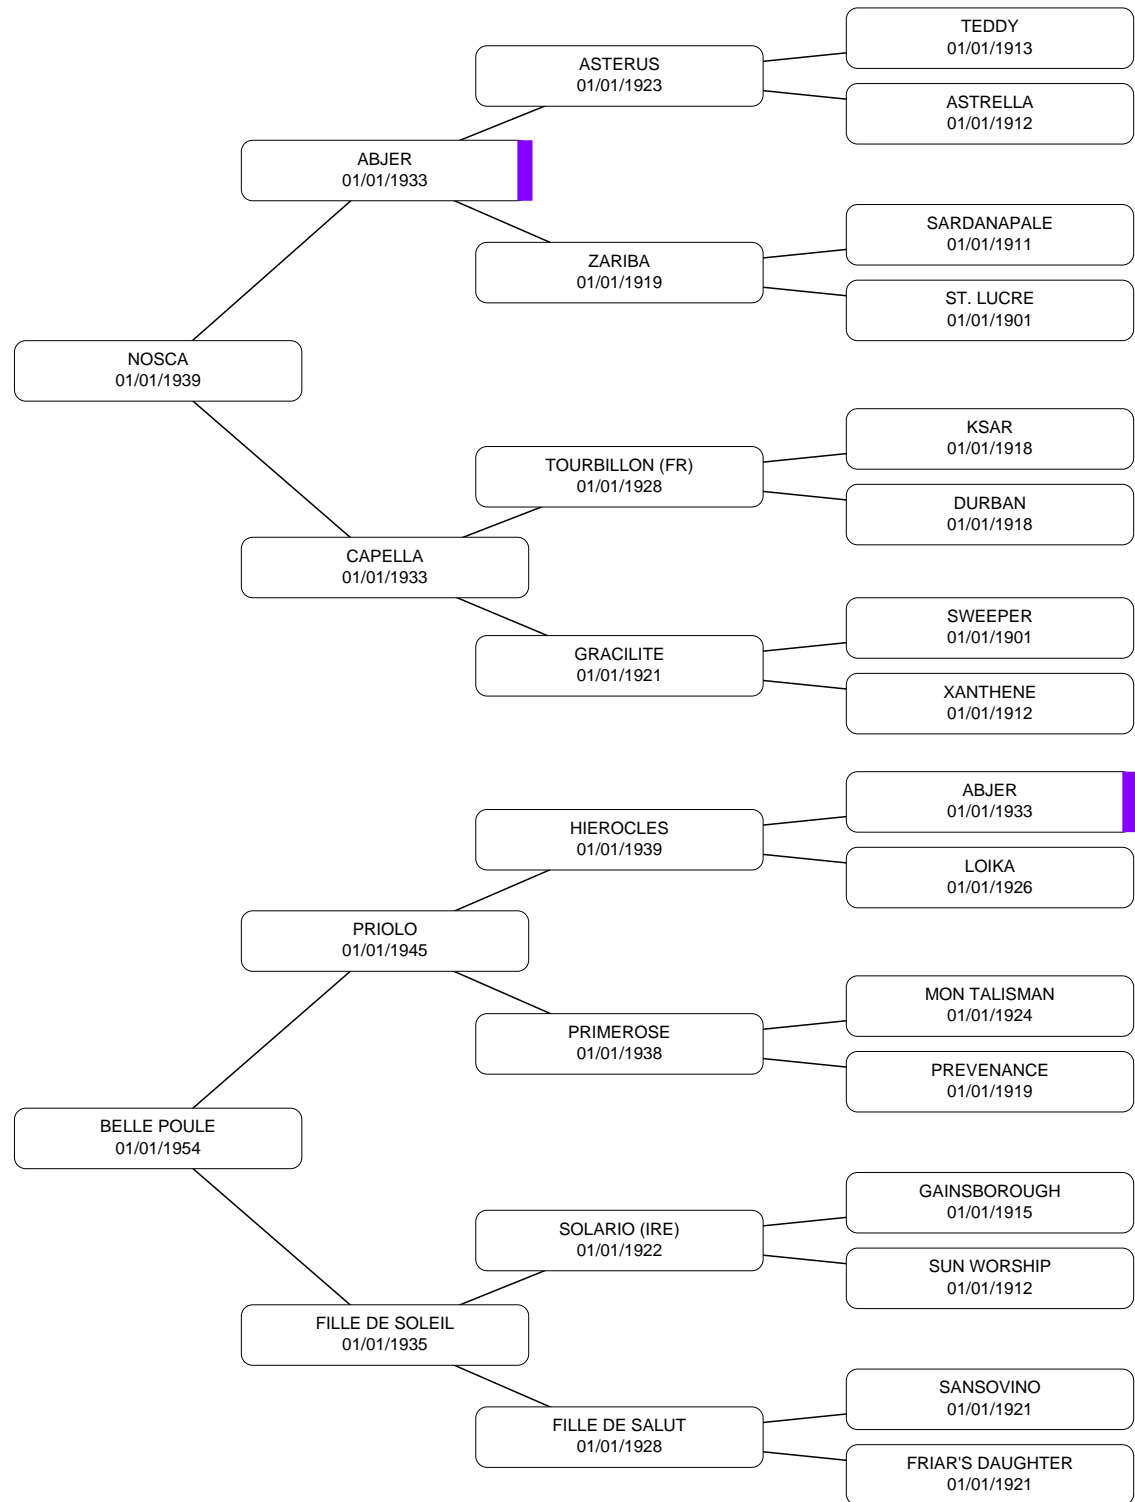 TEDDY
01/01/1913
ASTERUS
01/01/1923
ASTRELLA
01/01/1912
ABJER
01/01/1933
SARDANAPALE
01/01/1911
ZARIBA
01/01/1919
ST. LUCRE
01/01/1901
NOSCA
01/01/1939
KSAR
01/01/1918
TOURBILLON (FR)
01/01/1928
DURBAN
01/01/1918
CAPELLA
01/01/1933
SWEEPER
01/01/1901
GRACILITE
01/01/1921
XANTHENE
01/01/1912
ABJER
01/01/1933
HIEROCLES
01/01/1939
LOIKA
01/01/1926
PRIOLO
01/01/1945
MON TALISMAN
01/01/1924
PRIMEROSE
01/01/1938
PREVENANCE
01/01/1919
BELLE POULE
01/01/1954
GAINSBOROUGH
01/01/1915
SOLARIO (IRE)
01/01/1922
SUN WORSHIP
01/01/1912
FILLE DE SOLEIL
01/01/1935
SANSOVINO
01/01/1921
FILLE DE SALUT
01/01/1928
FRIAR'S DAUGHTER
01/01/1921